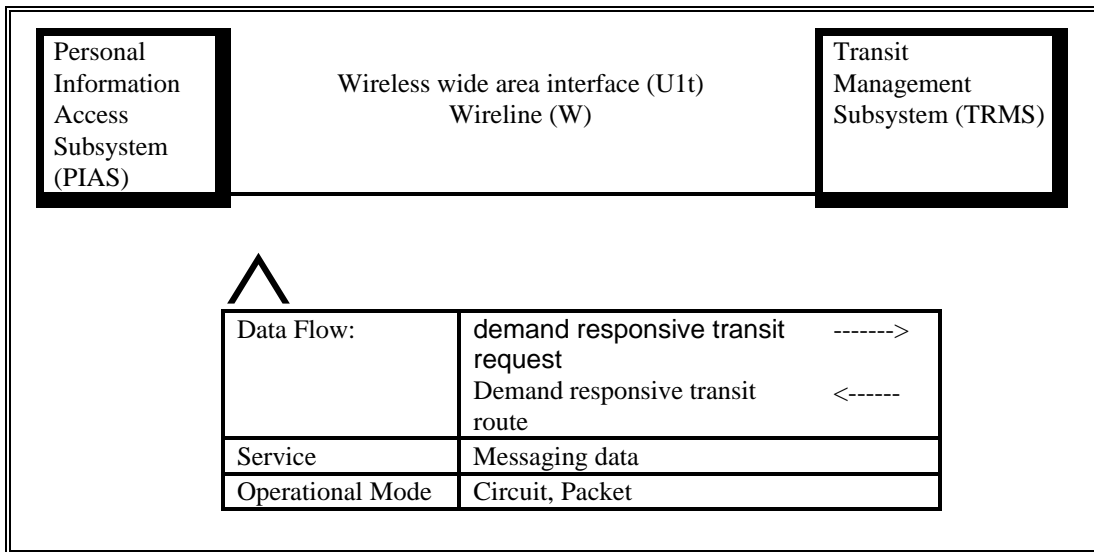 Personal
Information
Access
Subsystem
(PIAS)
Wireless wide area interface (U1t)
Wireline (W)
Transit
Management
Subsystem (TRMS)
Data Flow:
demand responsive transit ------->
request
Demand responsive transit <------
route
Service Messaging data
Operational Mode Circuit, Packet